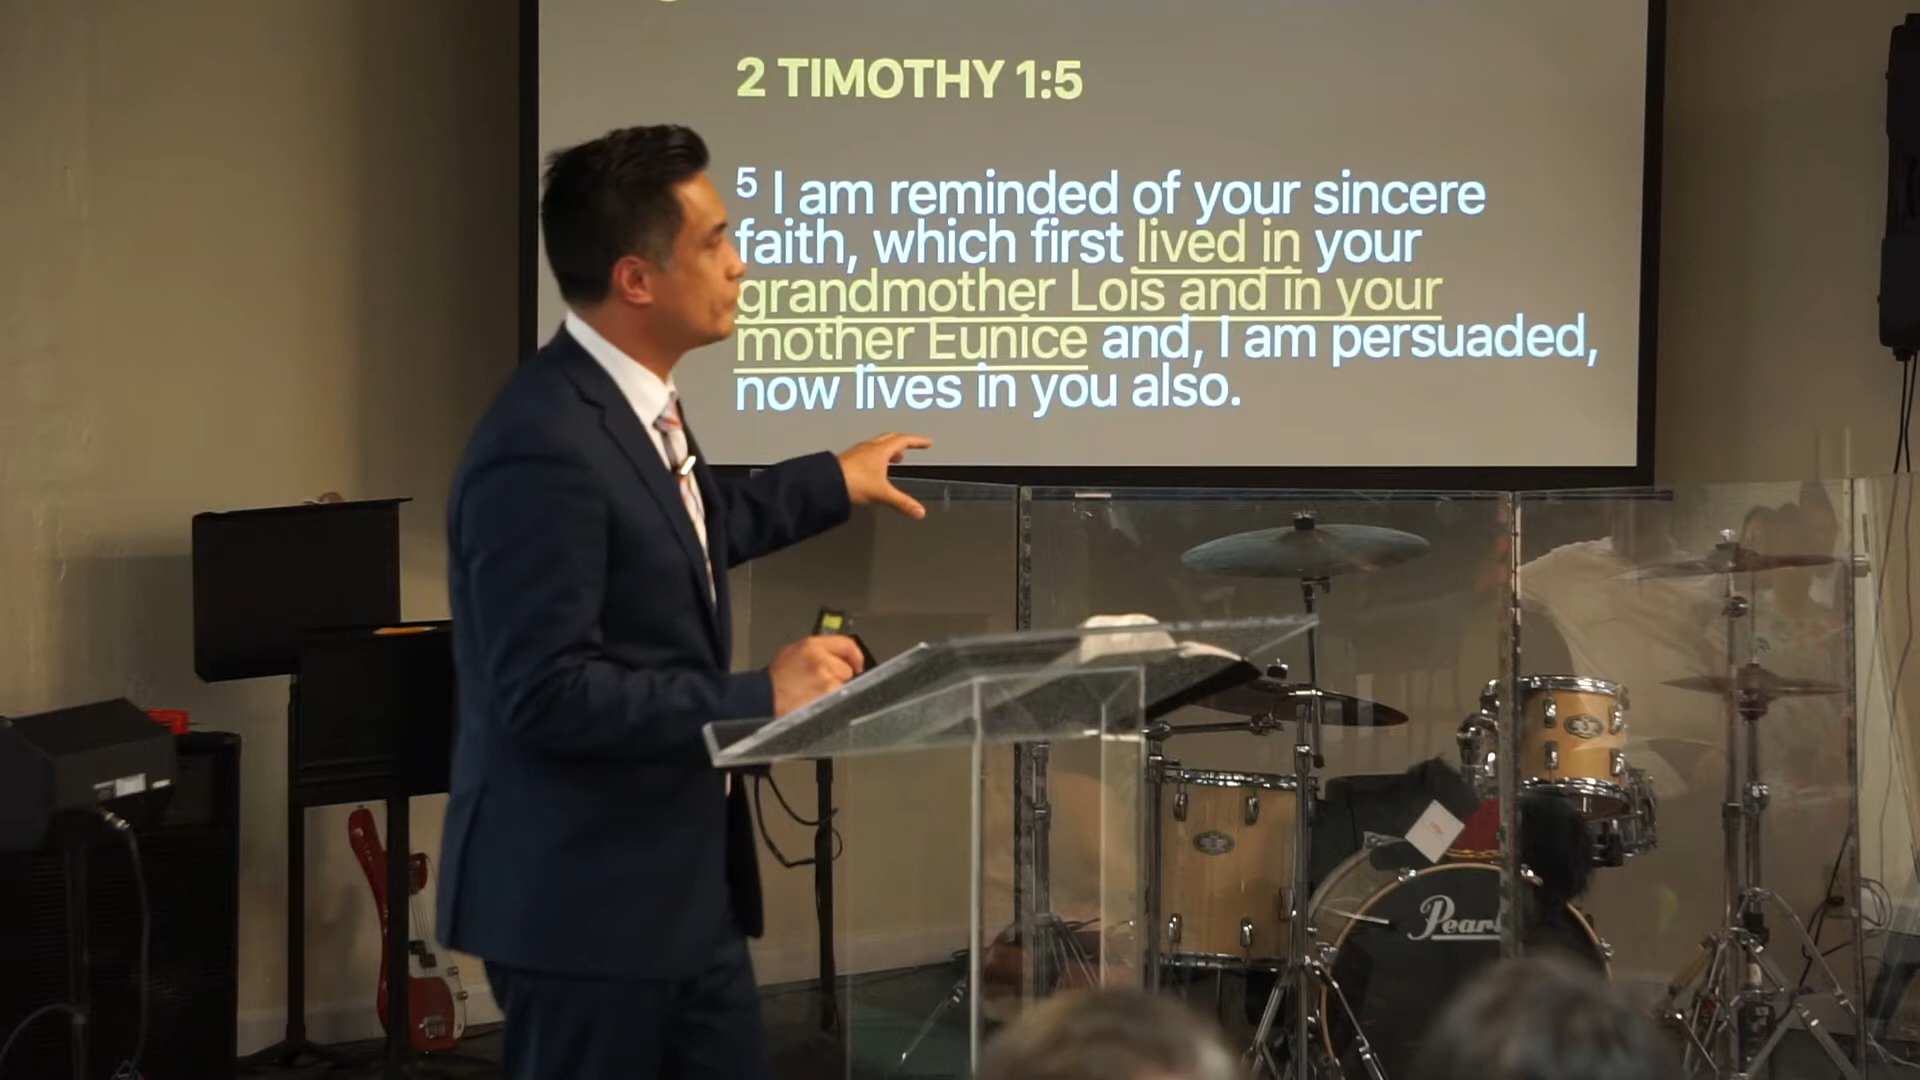 2 TIMOTHY 1:5
5 I am reminded of your sincere
faith, which first lived in your
grandmother Lois and in your
mother Eunice and, I am persuaded,
now lives in you also.
Pearl